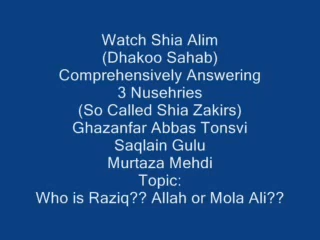 Watch Shia Alim
(Dhakoo Sahab)
Comprehensively Answering
3 Nusehries
(So Called Shia Zakirs)
Ghazanfar Abbas Tonsvi
Saqlain Gulu
Murtaza Mehdi
Topic:
Who is Raziq?? Allah or Mola Ali??